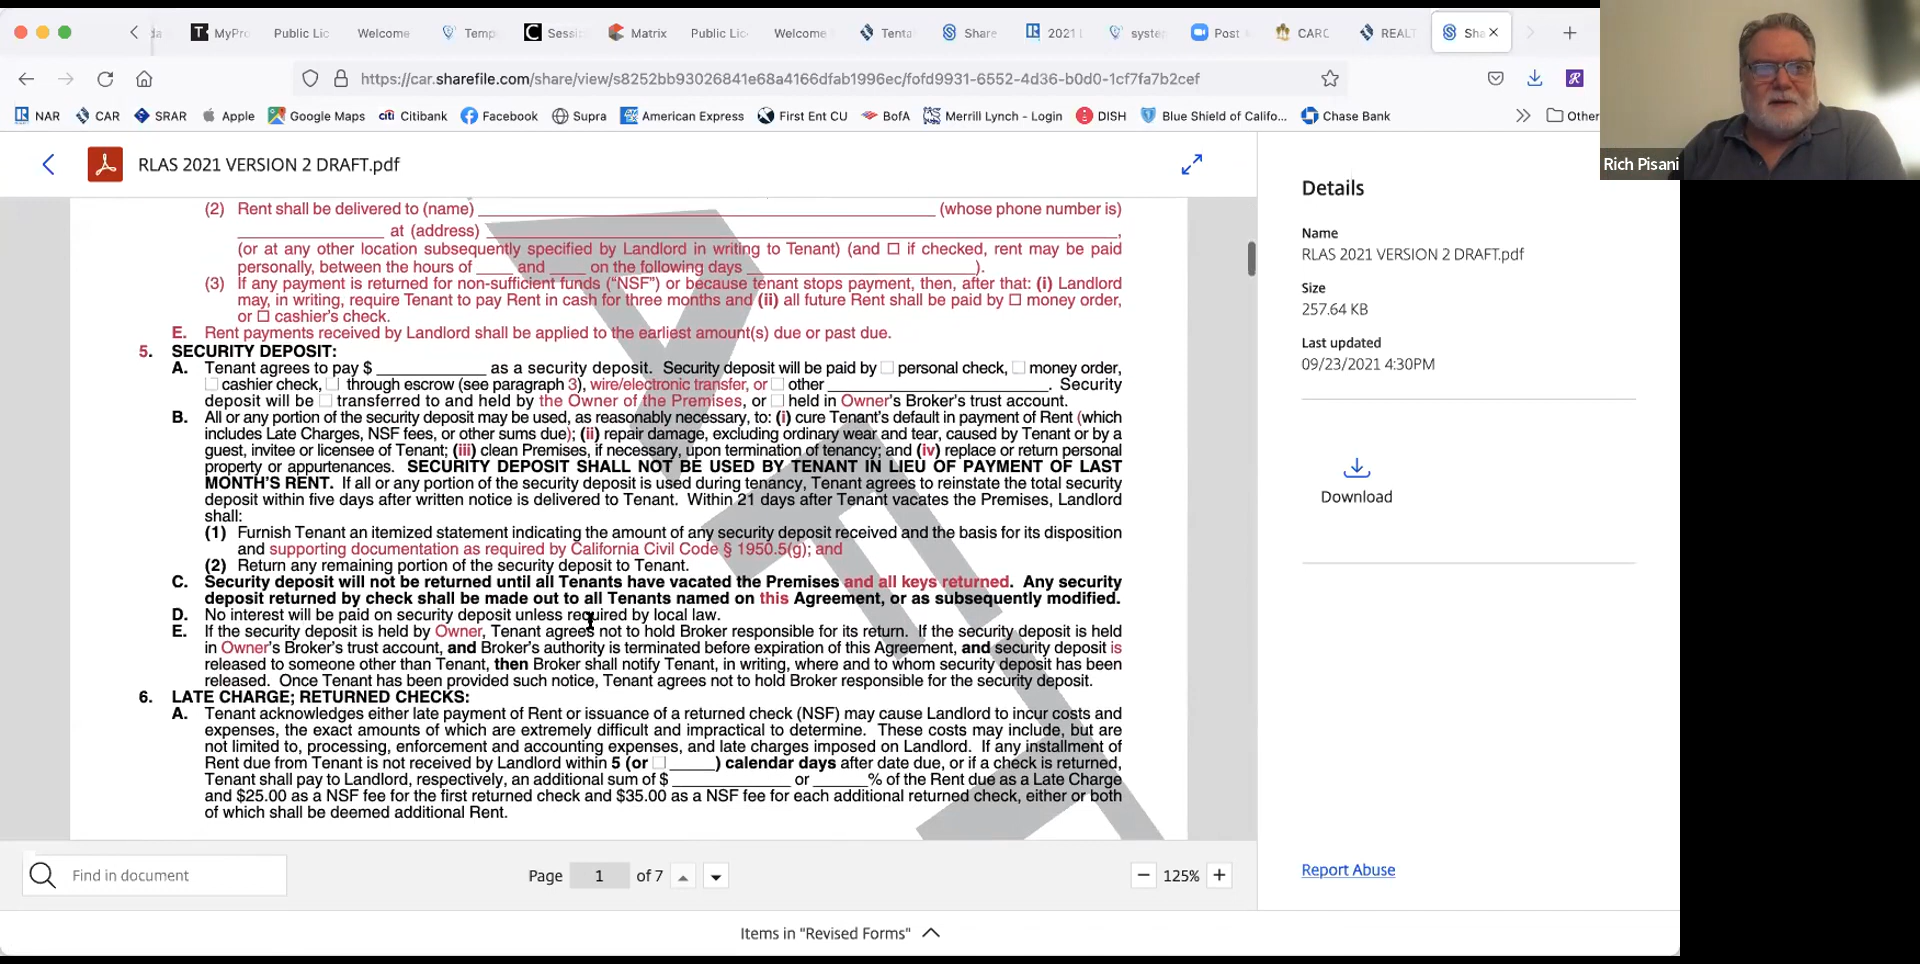 MyPr
Public Lic
Welcome
Temp
Sessi
Matrix
Public Lic
Welcome
Tenta
Share
2021
syste
Post
CARC
REAL
Sha
https://car.sharefile.com/share/view/s8252bb93026841e68a4166dfab1996ec/fofd9931-6552-4d36-b0d0-1cf7fa7b2cef
NAR CAR SRAR Apple Google Maps citi Citibank Facebook Supra American Express First Ent CU BofA Merrill Lynch - Login DISH Blue Shield of Califo... Chase Bank Other
Rich Pisani
RLAS 2021 VERSION 2 DRAFT.pdf
(2) Rent shall be delivered to (name) (whose phone number is)
at (address) ,
(or at any other location subsequently specified by Landlord in writing to Tenant) (and ☐ if checked, rent may be paid
personally, between the hours of ____ and ____ on the following days ____).
(3) If any payment is returned for non-sufficient funds (“NSF”) or because tenant stops payment, then, after that: (i) Landlord
may, in writing, require Tenant to pay Rent in cash for three months and (ii) all future Rent shall be paid by ☐ money order,
or ☐ cashier's check.
E. Rent payments received by Landlord shall be applied to the earliest amount(s) due or past due.
5. SECURITY DEPOSIT:
A. Tenant agrees to pay $ ____ as a security deposit. Security deposit will be paid by ☐ personal check, ☐ money order,
☐ cashier check, ☐ through escrow (see paragraph 3), wire/electronic transfer, or ☐ other ____. Security
deposit will be ☐ transferred to and held by the Owner of the Premises, or ☐ held in Owner's Broker's trust account.
B. All or any portion of the security deposit may be used, as reasonably necessary, to: (i) cure Tenant's default in payment of Rent (which
includes Late Charges, NSF fees, or other sums due); (ii) repair damage, excluding ordinary wear and tear, caused by Tenant or by a
guest, invitee or licensee of Tenant; (iii) clean Premises, if necessary, upon termination of tenancy; and (iv) replace or return personal
property or appurtenances. SECURITY DEPOSIT SHALL NOT BE USED BY TENANT IN LIEU OF PAYMENT OF LAST
MONTH'S RENT. If all or any portion of the security deposit is used during tenancy, Tenant agrees to reinstate the total security
deposit within five days after written notice is delivered to Tenant. Within 21 days after Tenant vacates the Premises, Landlord
shall:
(1) Furnish Tenant an itemized statement indicating the amount of any security deposit received and the basis for its disposition
and supporting documentation as required by California Civil Code § 1950.5(g); and
(2) Return any remaining portion of the security deposit to Tenant.
C. Security deposit will not be returned until all Tenants have vacated the Premises and all keys returned. Any security
deposit returned by check shall be made out to all Tenants named on this Agreement, or as subsequently modified.
D. No interest will be paid on security deposit unless required by local law.
E. If the security deposit is held by Owner, Tenant agrees not to hold Broker responsible for its return. If the security deposit is held
in Owner's Broker's trust account, and Broker's authority is terminated before expiration of this Agreement, and security deposit is
released to someone other than Tenant, then Broker shall notify Tenant, in writing, where and to whom security deposit has been
released. Once Tenant has been provided such notice, Tenant agrees not to hold Broker responsible for the security deposit.
6. LATE CHARGE; RETURNED CHECKS:
A. Tenant acknowledges either late payment of Rent or issuance of a returned check (NSF) may cause Landlord to incur costs and
expenses, the exact amounts of which are extremely difficult and impractical to determine. These costs may include, but are
not limited to, processing, enforcement and accounting expenses, and late charges imposed on Landlord. If any installment of
Rent due from Tenant is not received by Landlord within 5 (or ☐ ____) calendar days after date due, or if a check is returned,
Tenant shall pay to Landlord, respectively, an additional sum of $ ____ or ____% of the Rent due as a Late Charge
and $25.00 as a NSF fee for the first returned check and $35.00 as a NSF fee for each additional returned check, either or both
of which shall be deemed additional Rent.
Details
Name
RLAS 2021 VERSION 2 DRAFT.pdf
Size
257.64 KB
Last updated
09/23/2021 4:30PM
Download
Report Abuse
Find in document
Page 1 of 7
125%
Items in "Revised Forms"